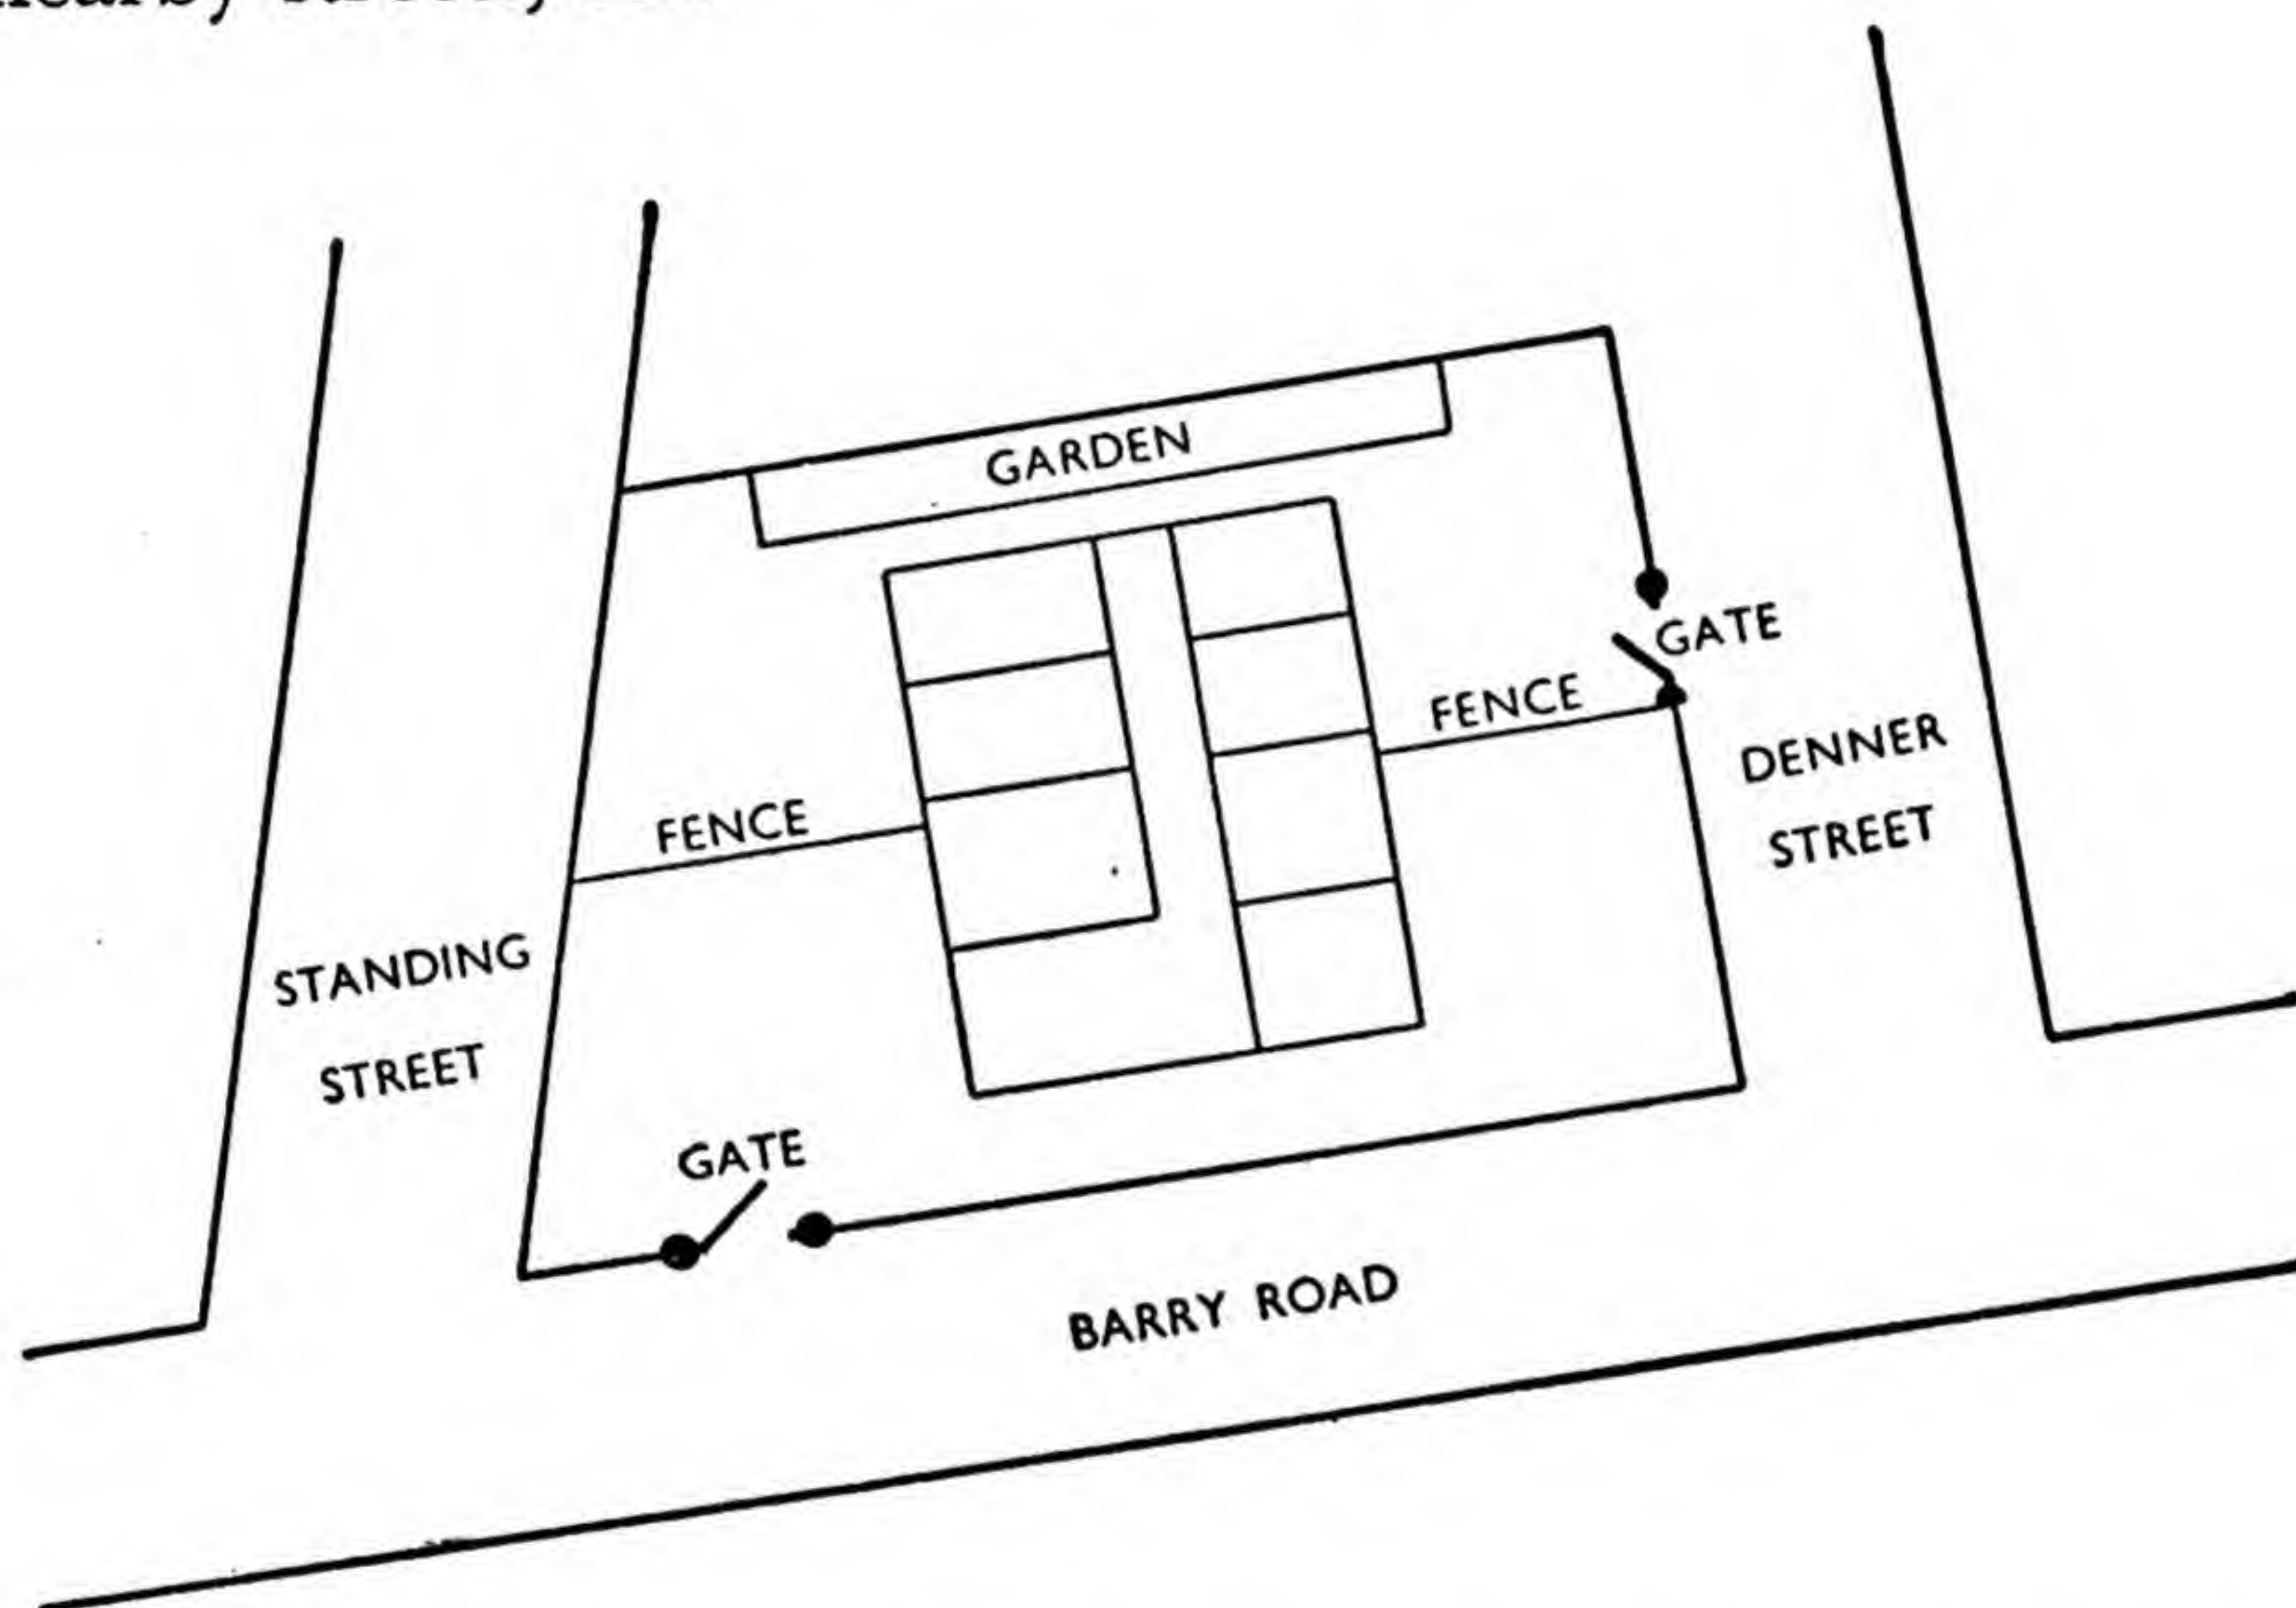 GARDEN
GATE
FENCE
DENNER
STREET
FENCE
STANDING
STREET
GATE
BARRY ROAD